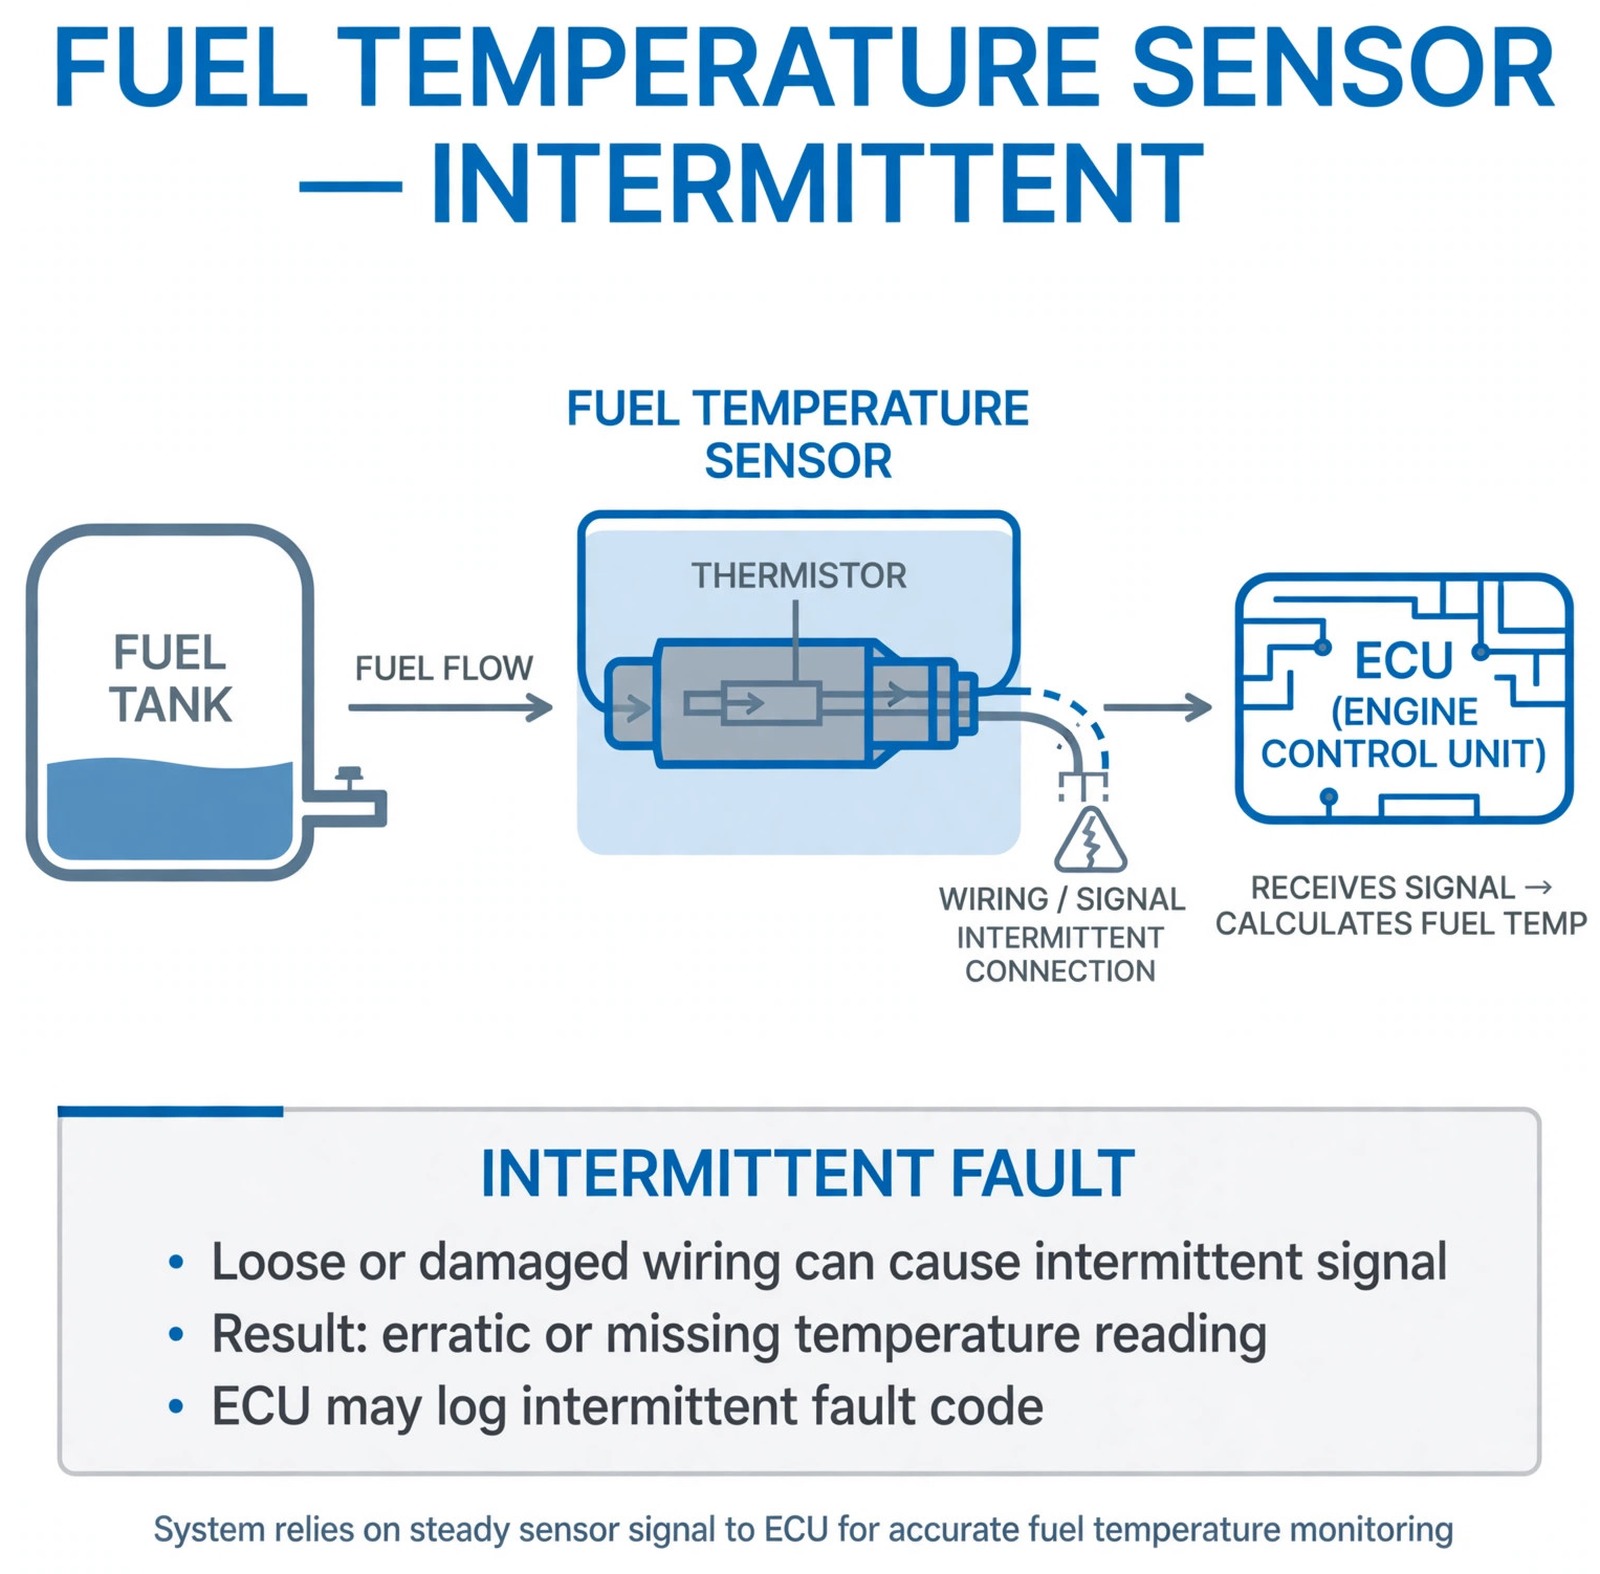 FUEL TEMPERATURE SENSOR
— INTERMITTENT
FUEL TEMPERATURE
SENSOR
THERMISTOR
FUEL
TANK
FUEL FLOW
ECU
(ENGINE
CONTROL UNIT)
WIRING / SIGNAL
INTERMITTENT
CONNECTION
RECEIVES SIGNAL →
CALCULATES FUEL TEMP
INTERMITTENT FAULT
• Loose or damaged wiring can cause intermittent signal
• Result: erratic or missing temperature reading
• ECU may log intermittent fault code
System relies on steady sensor signal to ECU for accurate fuel temperature monitoring